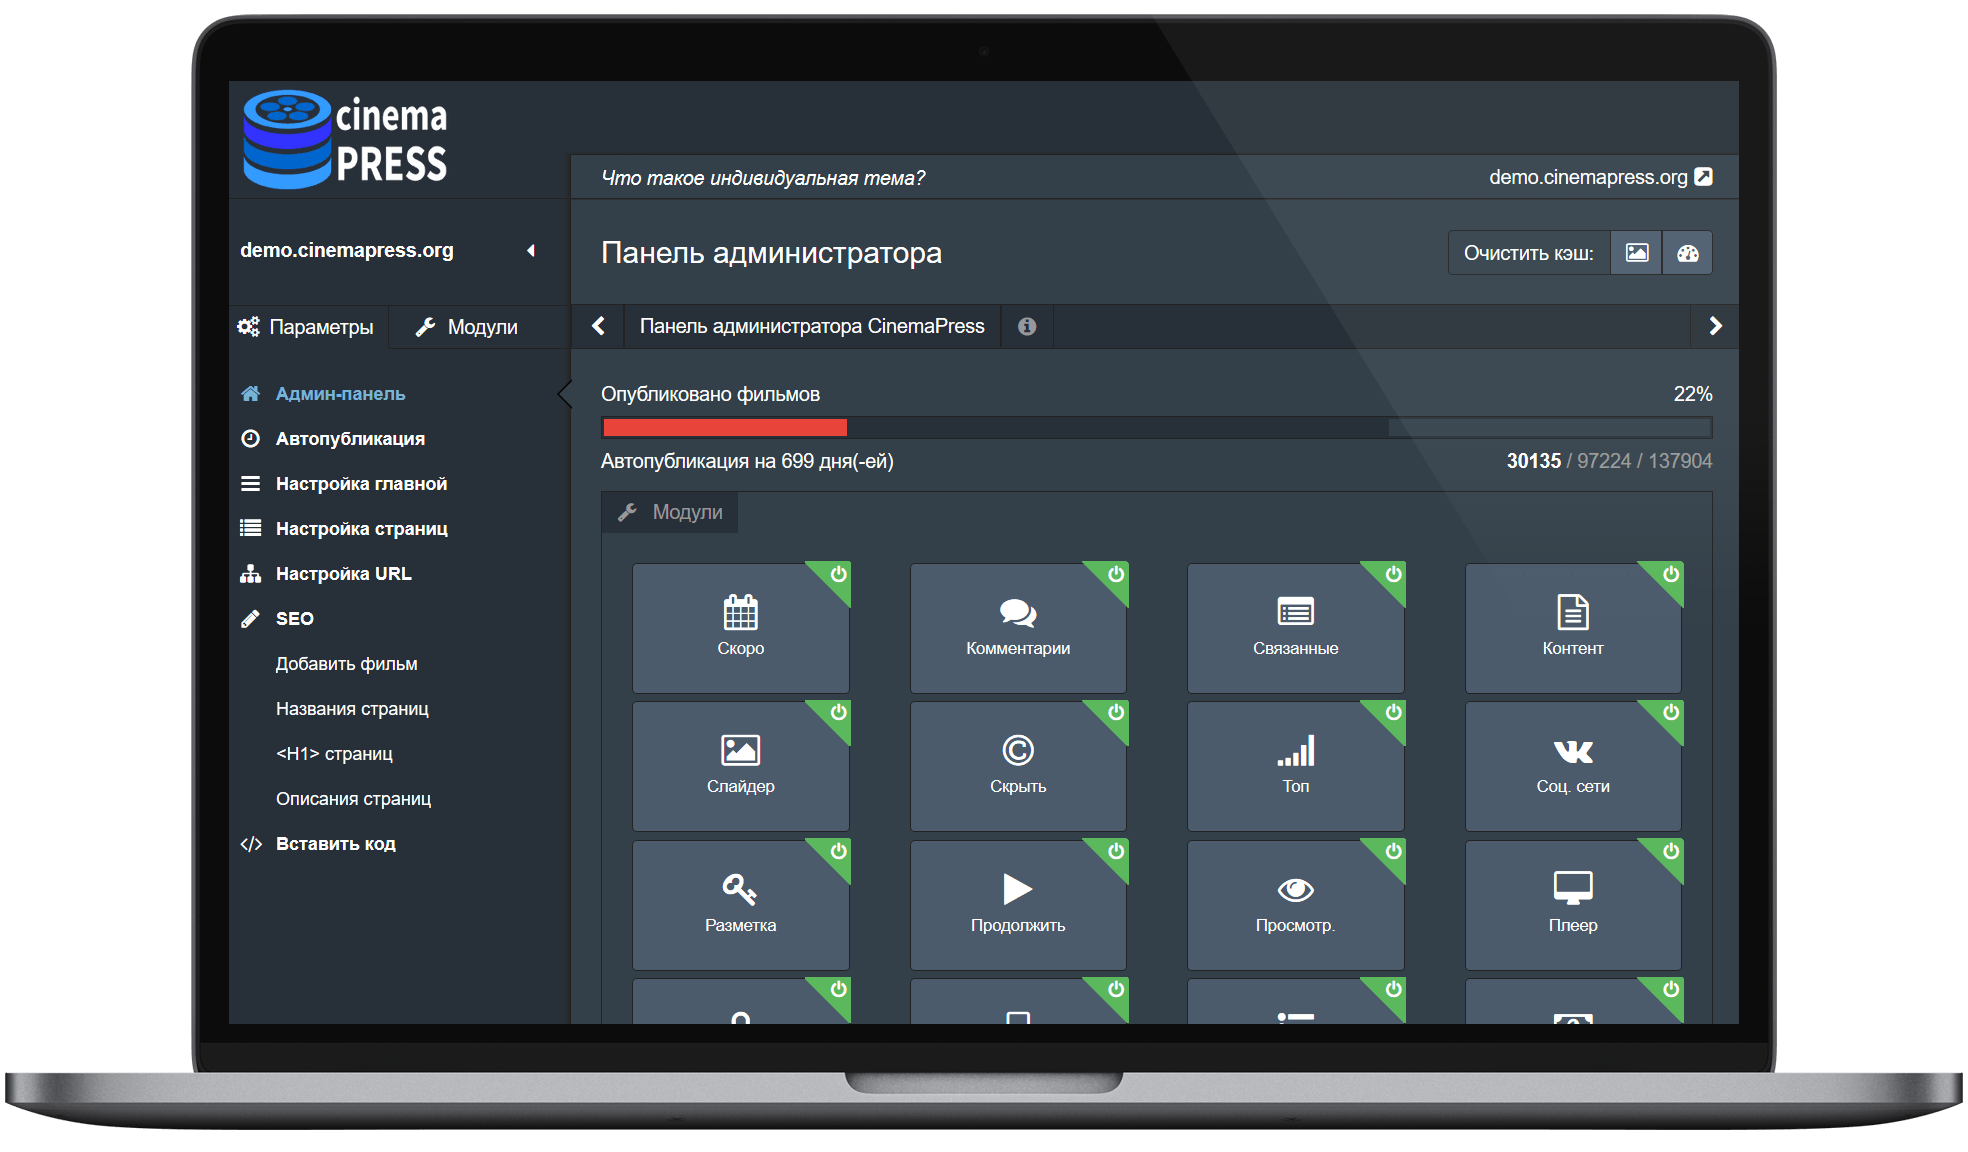 cinema
PRESS
Что такое индивидуальная тема?
demo.cinemapress.org
demo.cinemapress.org
Панель администратора
Очистить кэш:
Параметры
Модули
Панель администратора CinemaPress
Админ-панель
Автопубликация
Настройка главной
Настройка страниц
Настройка URL
SEO
Добавить фильм
Названия страниц
<H1> страниц
Описания страниц
Вставить код
Опубликовано фильмов
22%
Автопубликация на 699 дня(-ей)
30135 / 97224 / 137904
Модули
Скоро
Комментарии
Связанные
Контент
Слайдер
Скрыть
Топ
Соц. сети
Разметка
Продолжить
Просмотр.
Плеер